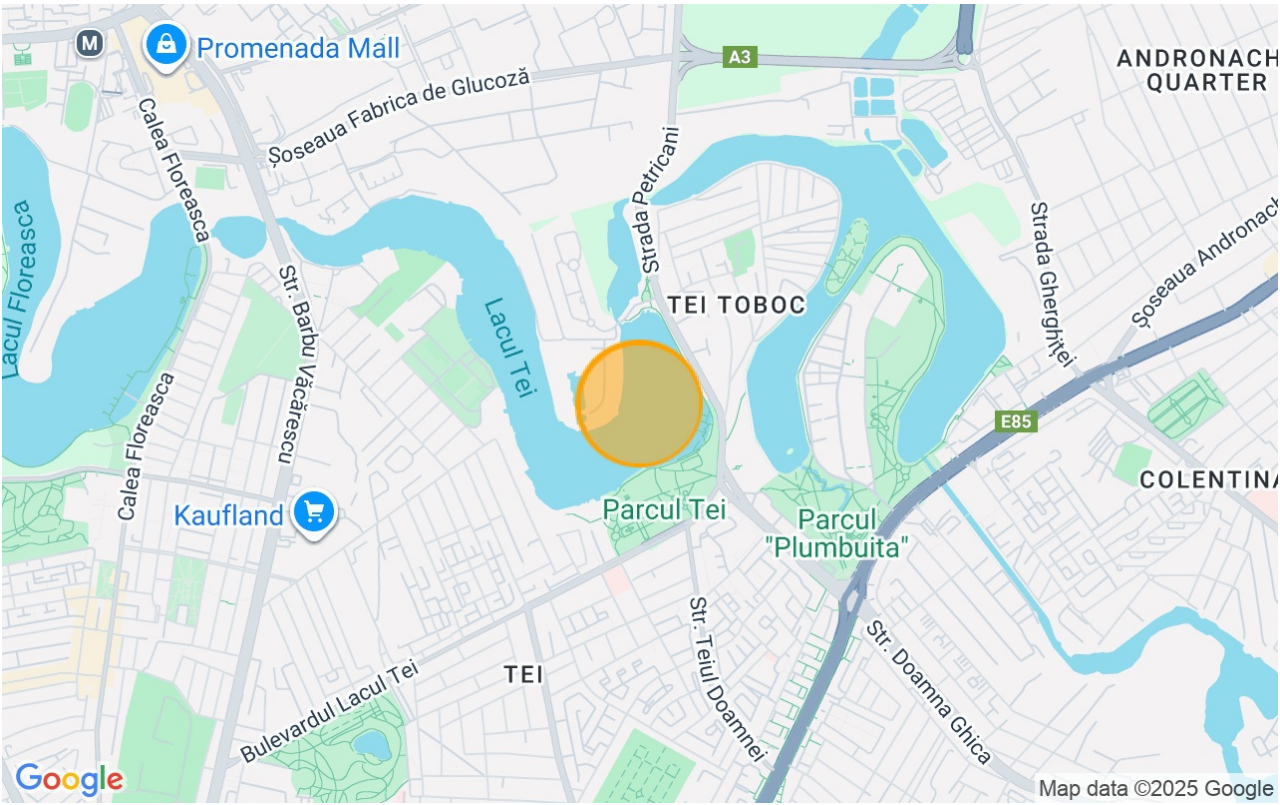 M
Promenada Mall
A3
ANDRONACH
QUARTER
Șoseaua Fabrica de Glucoză
Calea Floreasca
Strada Petricani
Lacul Floreasca
Strada Gherghiței
Șoseaua Andronach
Str. Barbu Văcărescu
Lacul Tei
TEI TOBOC
Calea Floreasca
E85
COLENTINA
Kaufland
Parcul Tei
Parcul
"Plumbuita"
Str. Teiul Doamnei
Str. Doamna Ghica
TEI
Bulevardul Lacul Tei
Google
Map data ©2025 Google